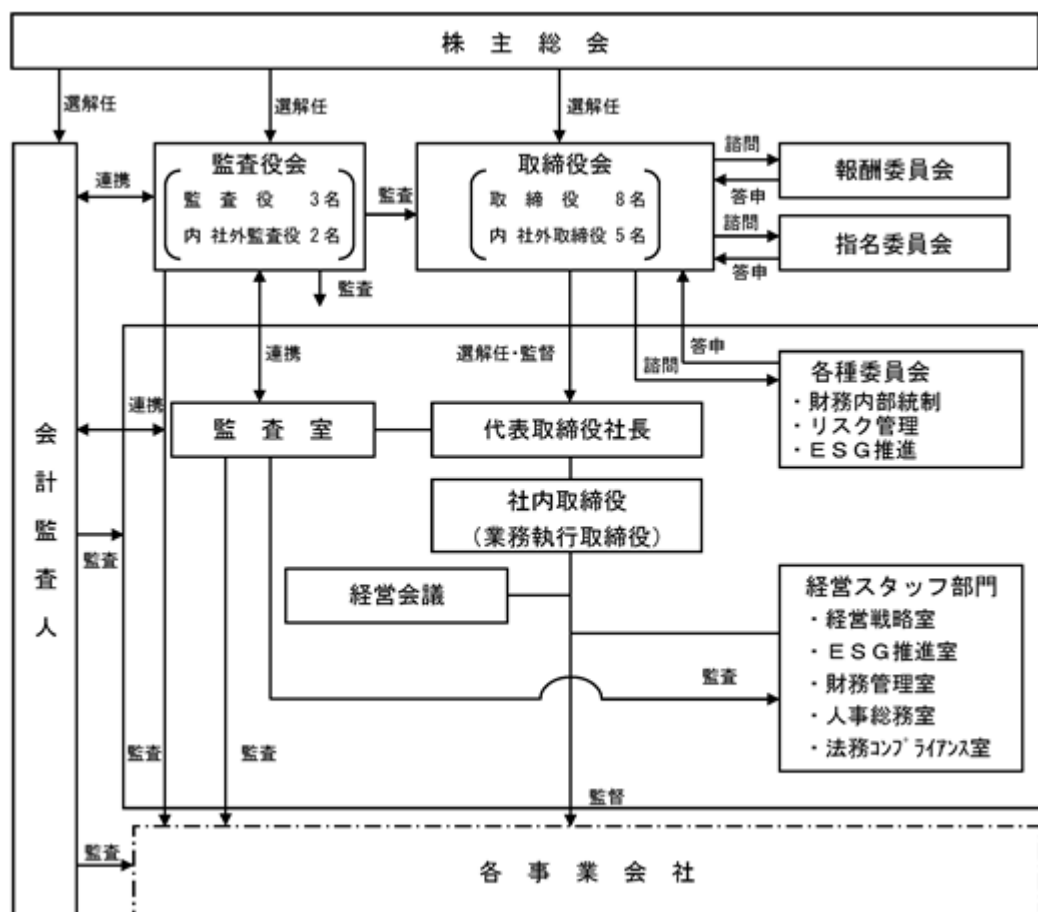 株主総会
選解任
選解任
選解任
監査役会
監査役 3名
内 社外監査役 2名
取締役会
取締役 8名
内 社外取締役 5名
連携
監査
諮問
答申
報酬委員会
諮問
答申
指名委員会
監査
連携
選解任・監督
答申
諮問
各種委員会
・財務内部統制
・リスク管理
・ESG推進
連携
監査室
代表取締役社長
会計監査人
社内取締役
(業務執行取締役)
監査
経営会議
経営スタッフ部門
・経営戦略室
・ESG推進室
・財務管理室
・人事総務室
・法務コンプライアンス室
監査
監査
監査
監督
監査
各事業会社